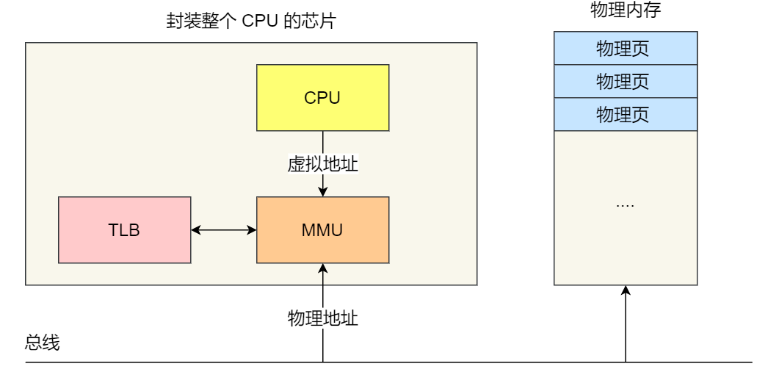 封装整个 CPU 的芯片
物理内存
物理页
物理页
物理页
CPU
虚拟地址
TLB
MMU
....
物理地址
总线